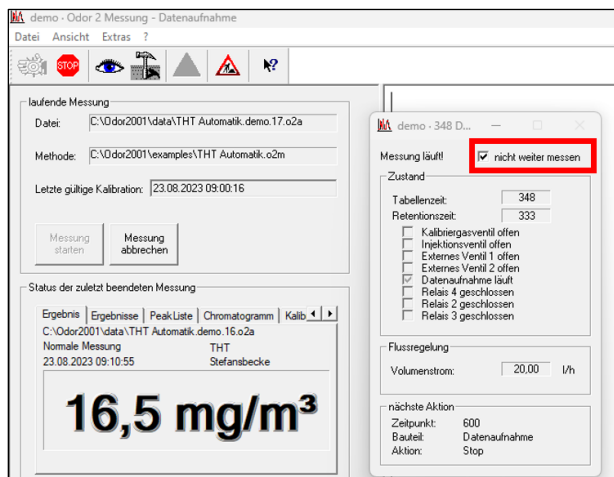 demo - Odor 2 Messung - Datenaufnahme
Datei Ansicht Extras ?
STOP
laufende Messung
Datei: C:\Odor2001\data\THT Automatik.demo.17.o2a
Methode: C:\Odor2001\examples\THT Automatik.o2m
Letzte gültige Kalibration: 23.08.2023 09:00:16
Messung starten
Messung abbrechen
Status der zuletzt beendeten Messung
Ergebnis Ergebnisse PeakListe Chromatogramm Kalib
C:\Odor2001\data\THT Automatik.demo.16.o2a
Normale Messung THT
23.08.2023 09:10:55 Stefansbecke
16,5 mg/m³
demo - 348 D...
Messung läuft! nicht weiter messen
Zustand
Tabellenzeit: 348
Retentionszeit: 333
Kalibriergasventil offen
Injektionsventil offen
Externes Ventil 1 offen
Externes Ventil 2 offen
Datenaufnahme läuft
Relais 4 geschlossen
Relais 2 geschlossen
Relais 3 geschlossen
Flussregelung
Volumenstrom: 20,00 l/h
nächste Aktion
Zeitpunkt: 600
Bauteil: Datenaufnahme
Aktion: Stop